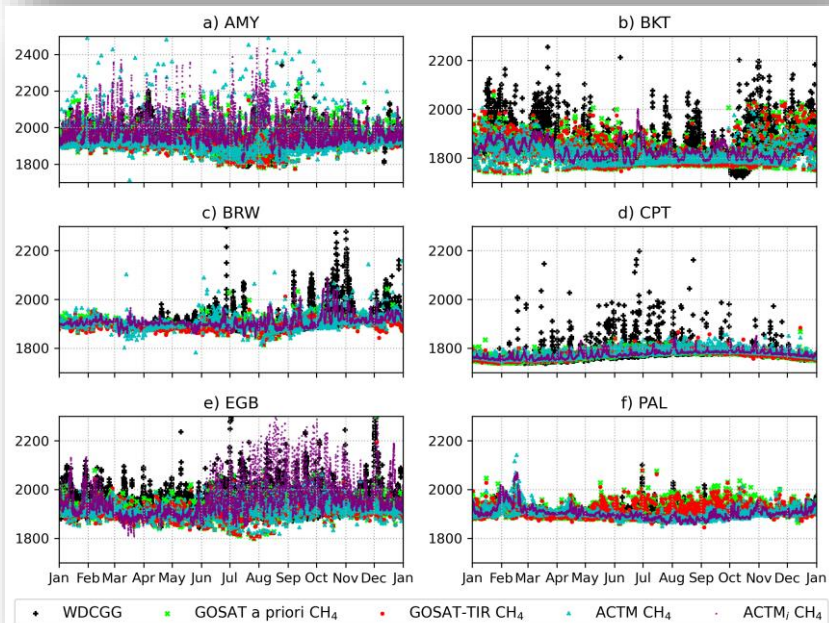 a) AMY
b) BKT
2400
2200
2000
1800
2200
2000
1800
c) BRW
d) CPT
2200
2000
1800
2200
2000
1800
e) EGB
f) PAL
2200
2000
1800
2200
2000
1800
Jan Feb Mar Apr May Jun Jul Aug Sep Oct Nov Dec Jan
Jan Feb Mar Apr May Jun Jul Aug Sep Oct Nov Dec Jan
WDCGG GOSAT a priori CH₄ GOSAT-TIR CH₄ ACTM CH₄ ACTMᵢ CH₄